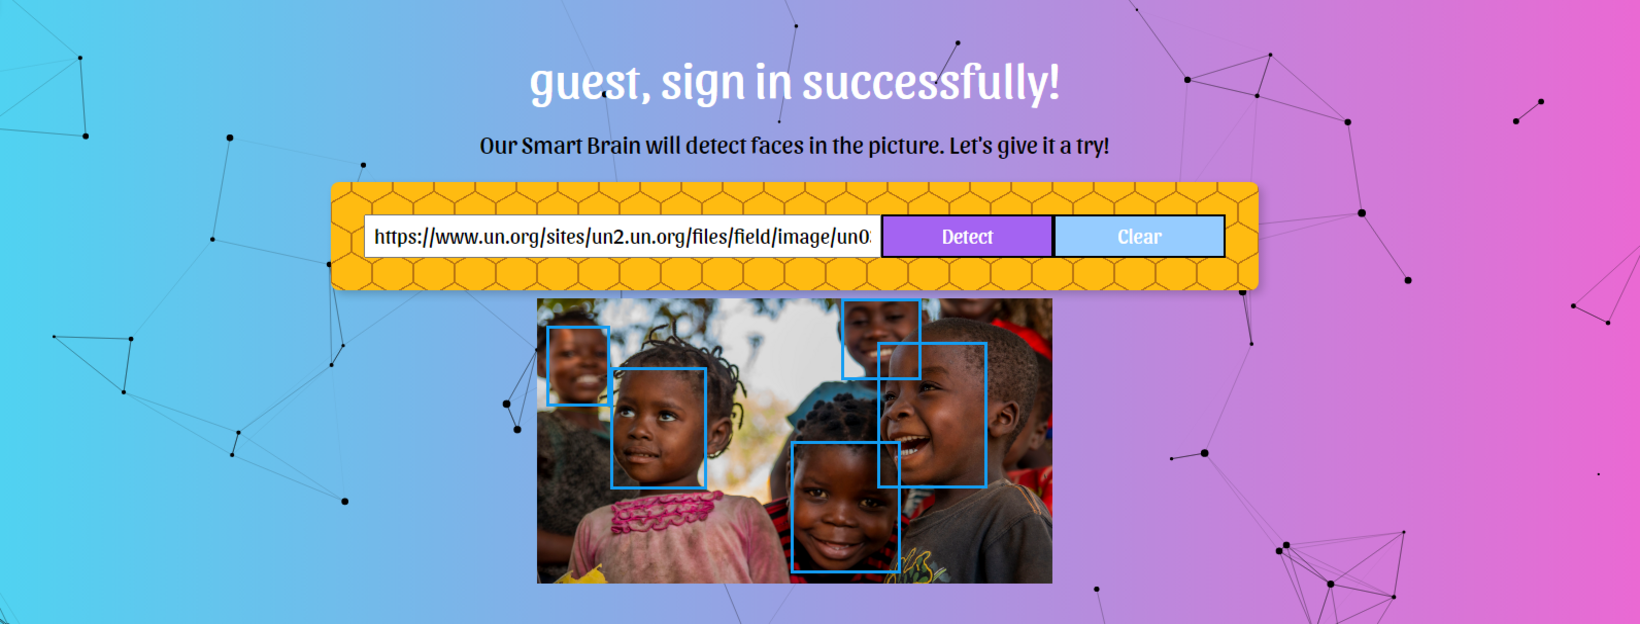 guest, sign in successfully!
Our Smart Brain will detect faces in the picture. Let's give it a try!
https://www.un.org/sites/un2.un.org/files/field/image/un0
Detect
Clear